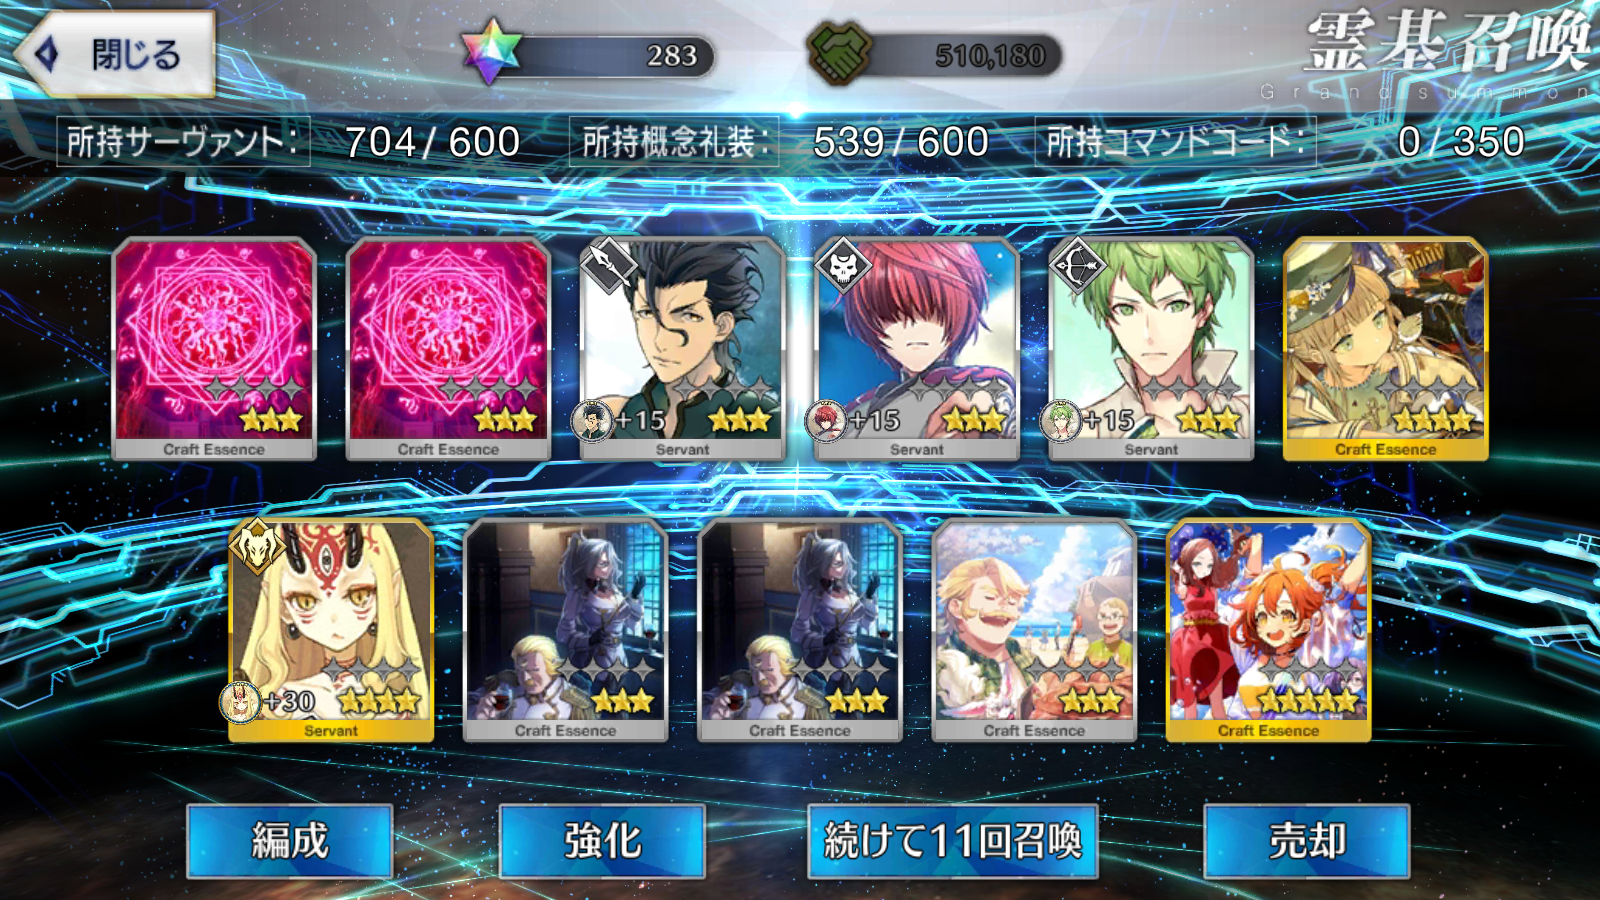 閉じる
283
510,180
霊基召喚
Grand summon
所持サーヴァント: 704 / 600
所持概念礼装: 539 / 600
所持コマンドコード: 0 / 350
Craft Essence
Craft Essence
+15
Servant
+15
Servant
+15
Servant
Craft Essence
+30
Servant
Craft Essence
Craft Essence
Craft Essence
Craft Essence
編成
強化
続けて11回召喚
売却